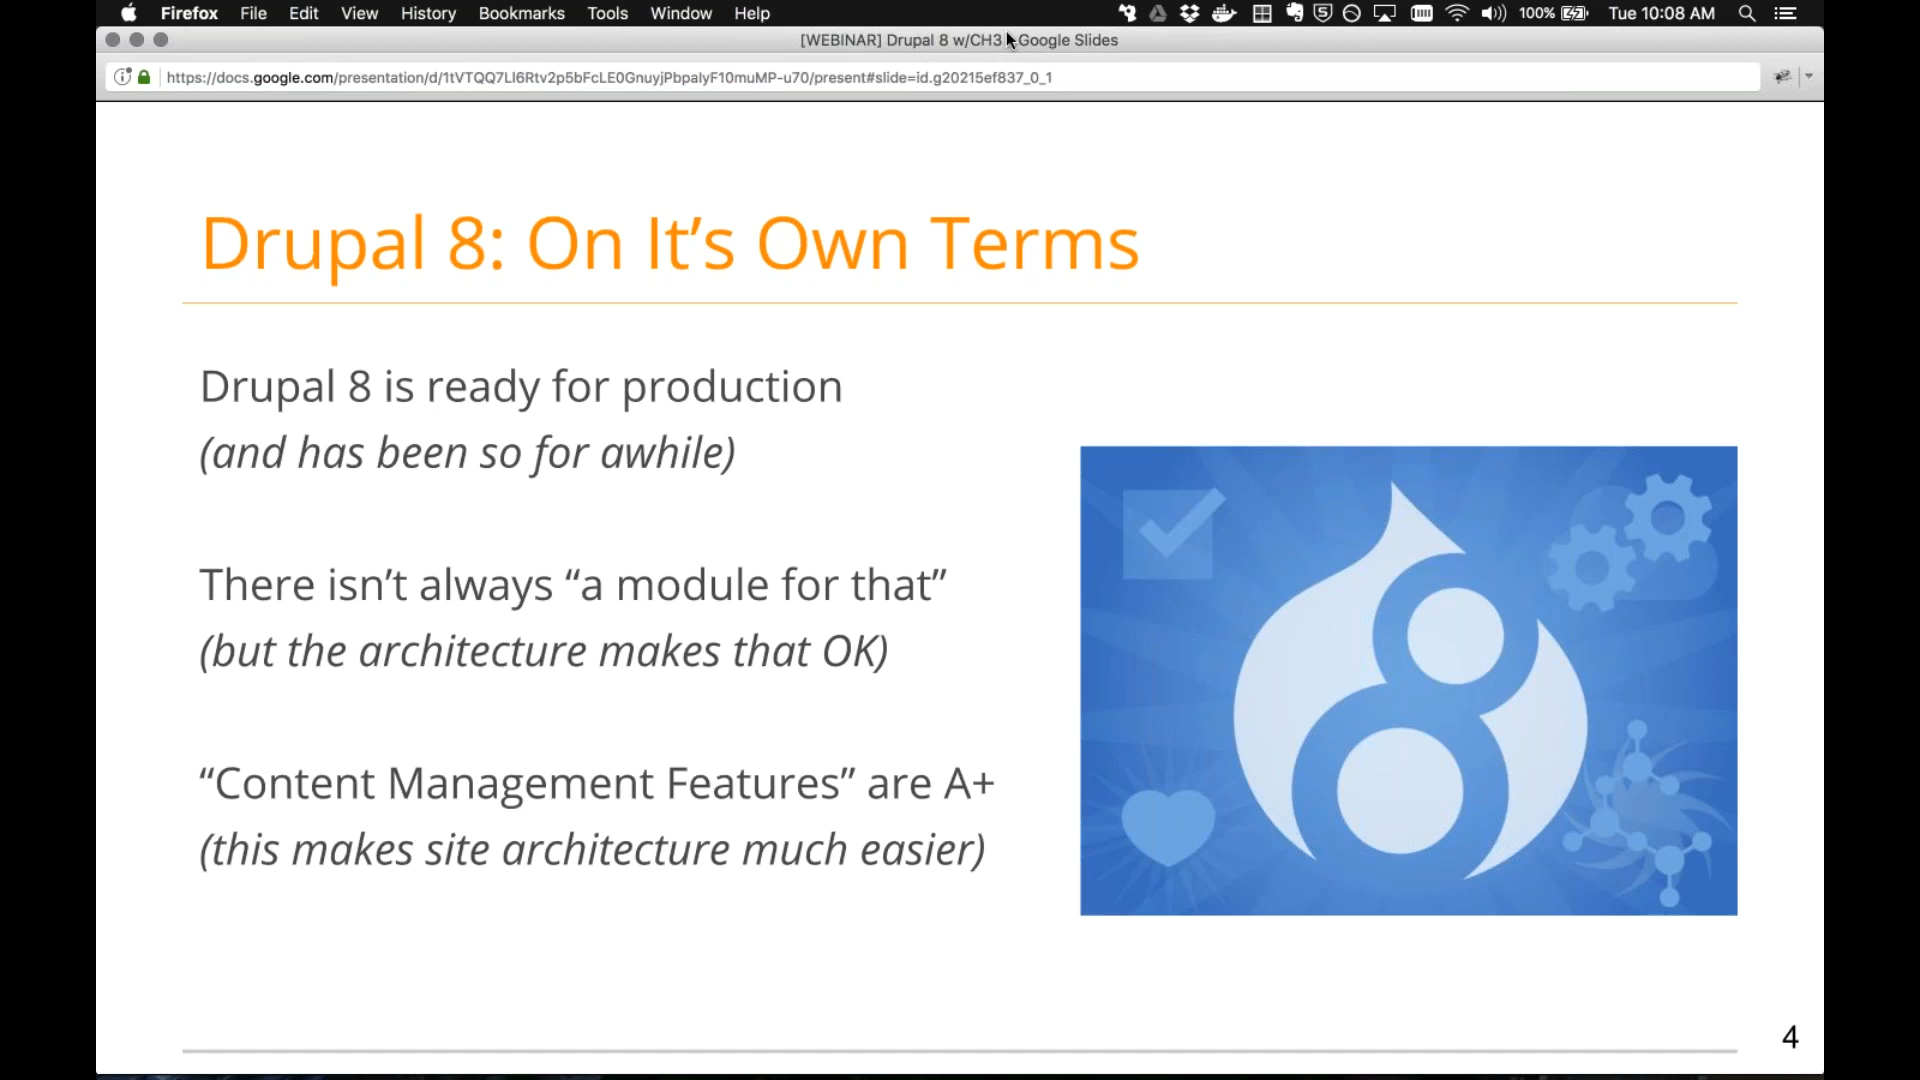 Firefox File Edit View History Bookmarks Tools Window Help 100% Tue 10:08 AM
[WEBINAR] Drupal 8 w/CH3 - Google Slides
https://docs.google.com/presentation/d/1tVTQQ7Ll6Rtv2p5bFcLE0GnuyjPbpalyF10muMP-u70/present#slide=id.g20215ef837_0_1
Drupal 8: On It’s Own Terms
Drupal 8 is ready for production
(and has been so for awhile)
There isn’t always “a module for that”
(but the architecture makes that OK)
“Content Management Features” are A+
(this makes site architecture much easier)
8
4